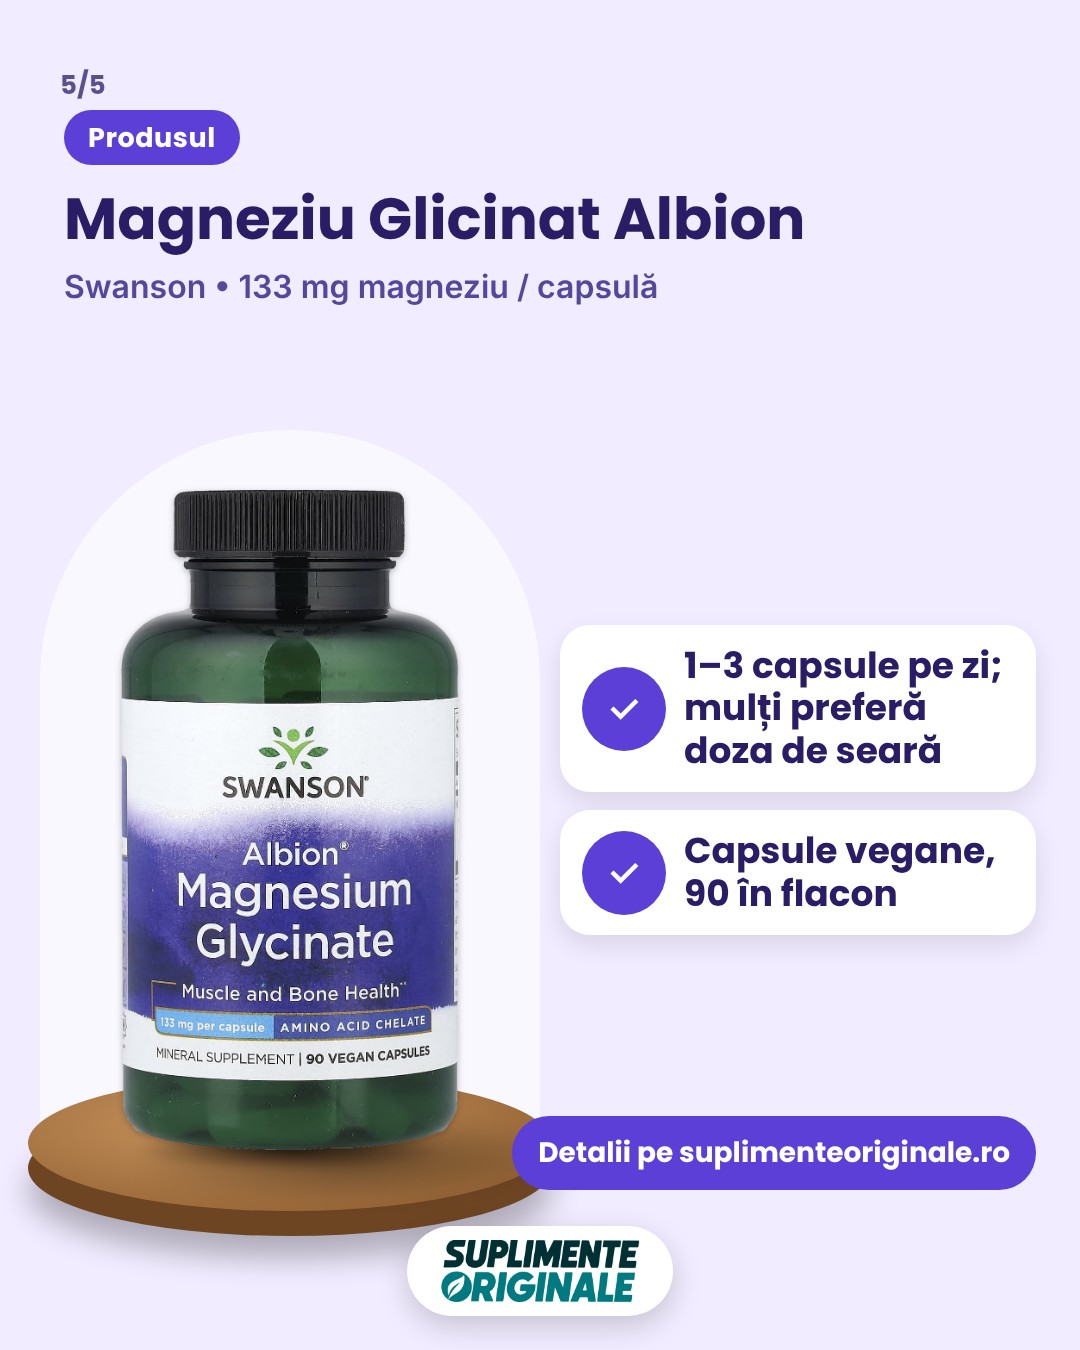 5/5
Produsul
Magneziu Glicinat Albion
Swanson • 133 mg magneziu / capsulă
SWANSON®
Albion®
Magnesium
Glycinate
Muscle and Bone Health
133 mg per capsule
AMINO ACID CHELATE
MINERAL SUPPLEMENT | 90 VEGAN CAPSULES
1–3 capsule pe zi;
mulți preferă
doza de seară
Capsule vegane,
90 în flacon
Detalii pe suplimenteoriginale.ro
SUPLIMENTE
ORIGINALE